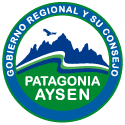 GOBIERNO REGIONAL Y SU CONSEJO
PATAGONIA
AYSEN